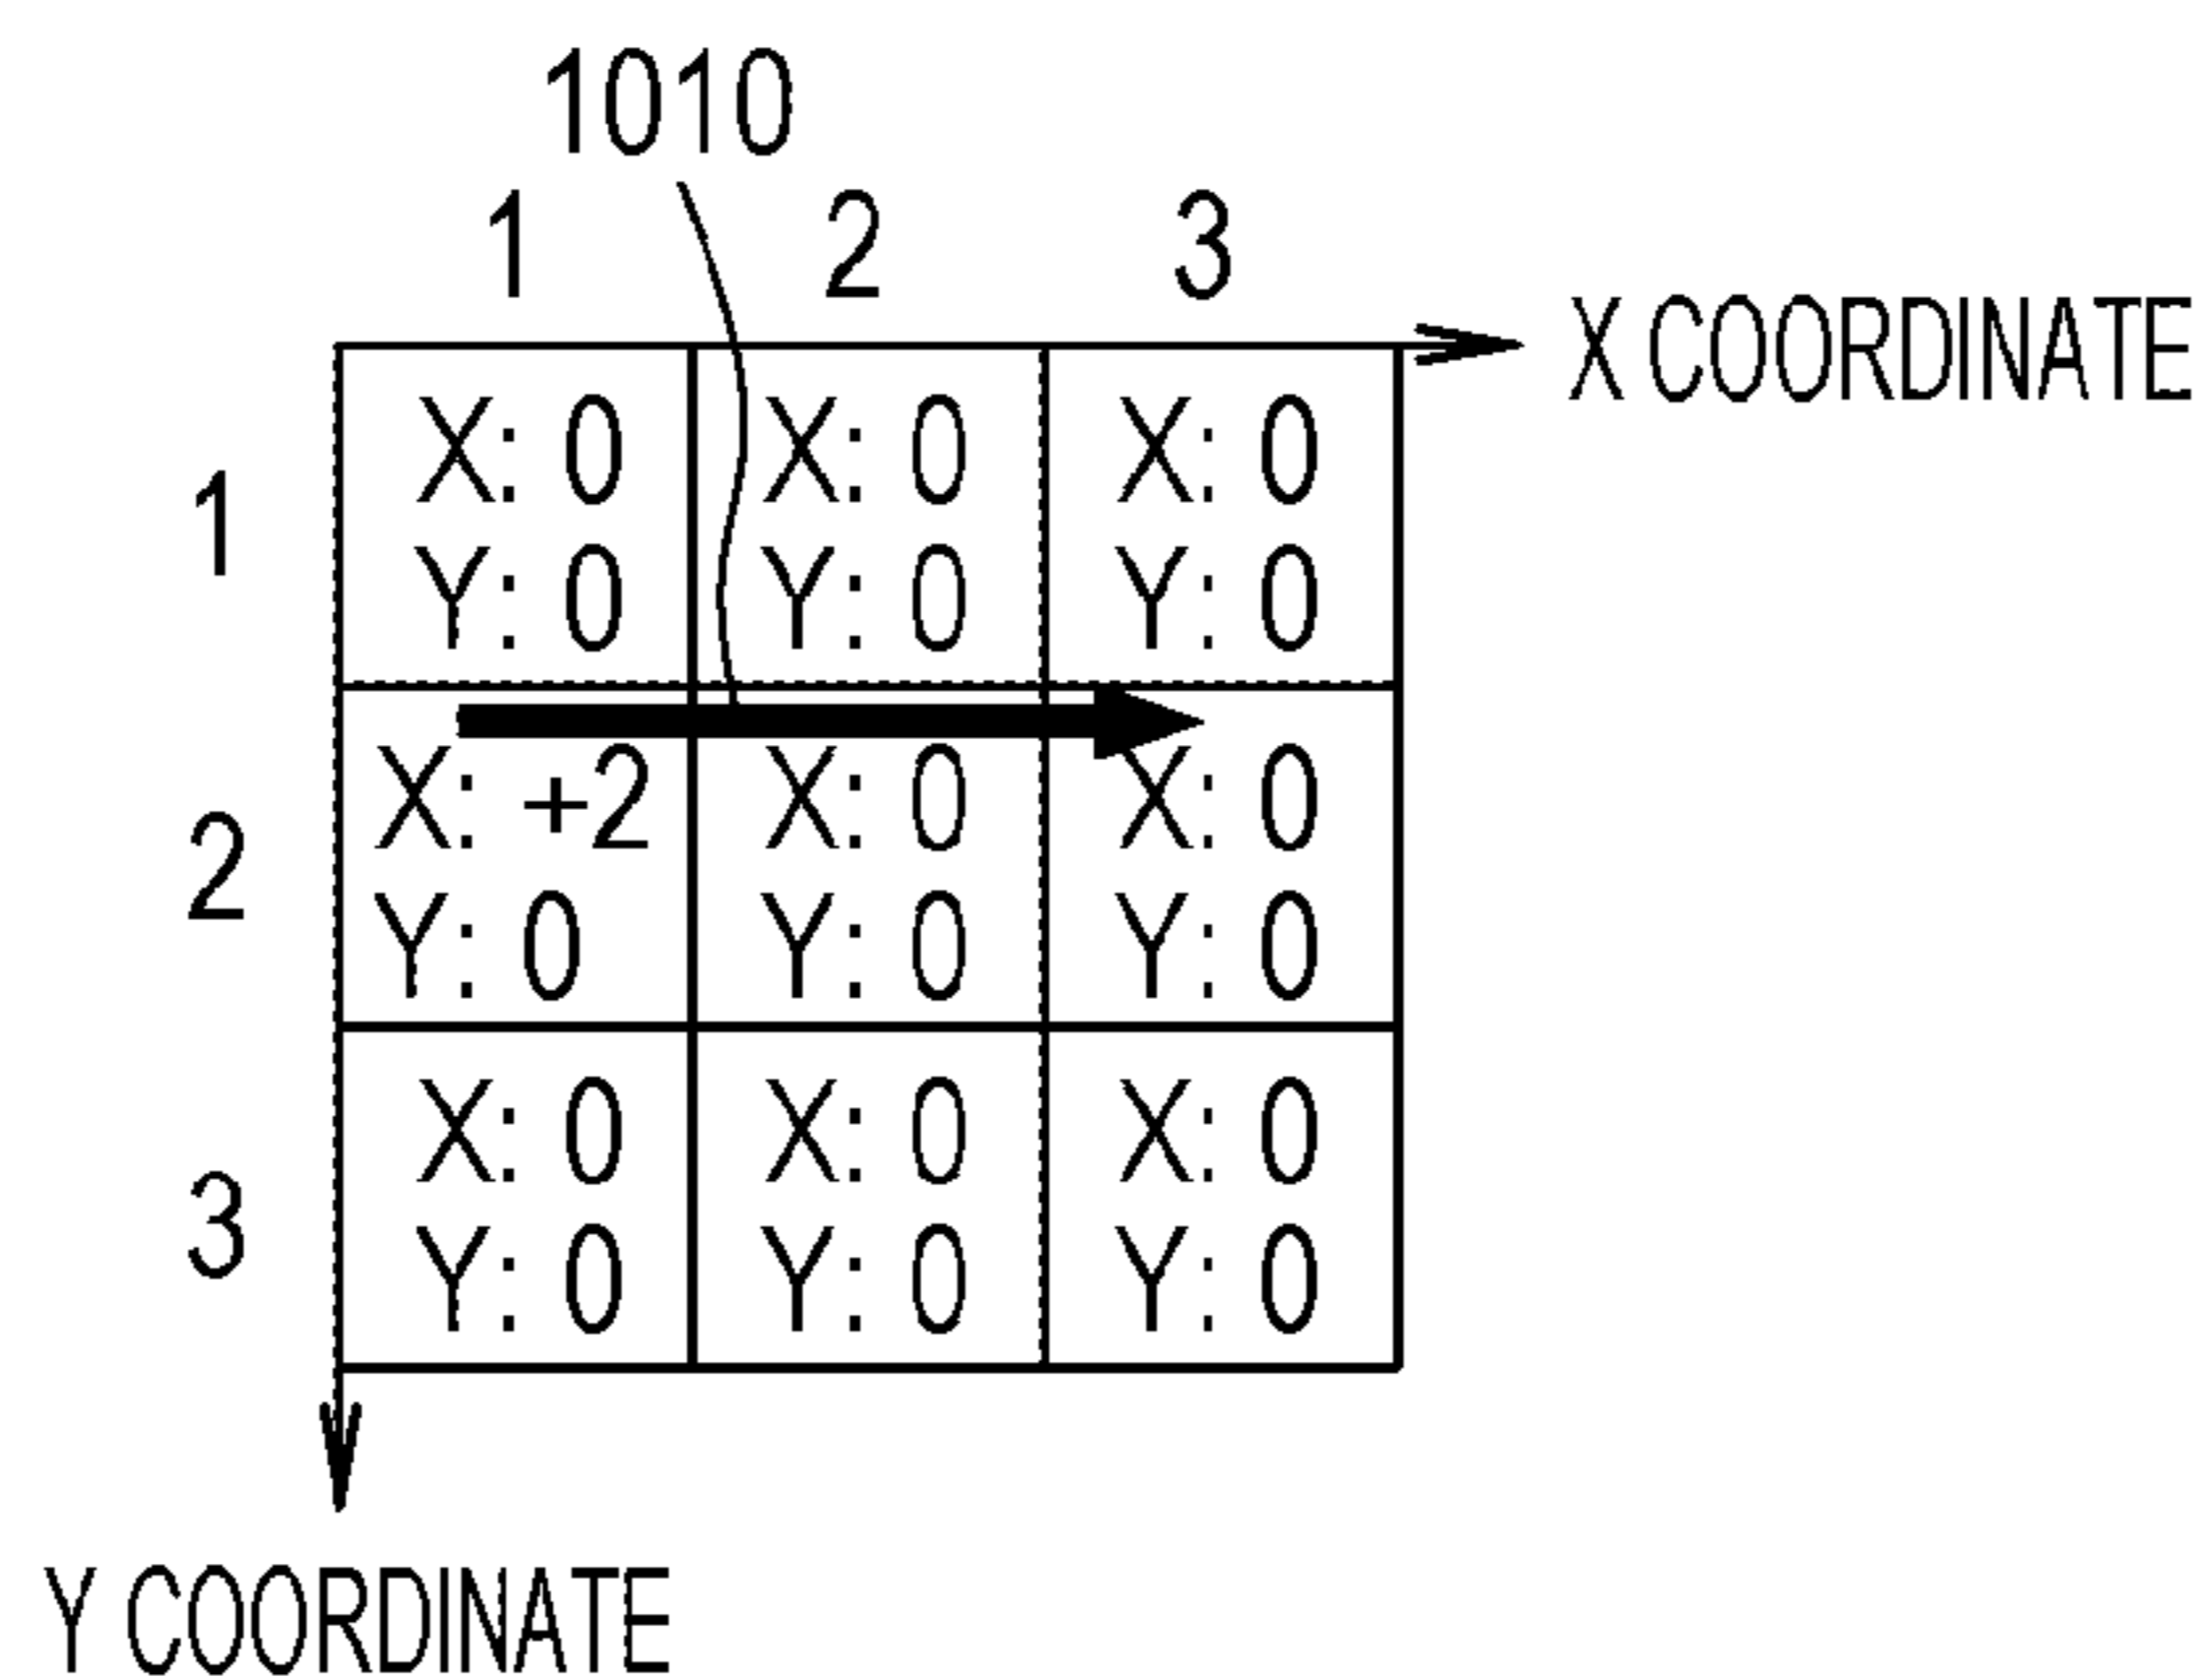 1010
1 2 3
X COORDINATE
1
X: 0 X: 0 X: 0
Y: 0 Y: 0 Y: 0
2
X: +2 X: 0 X: 0
Y: 0 Y: 0 Y: 0
3
X: 0 X: 0 X: 0
Y: 0 Y: 0 Y: 0
Y COORDINATE